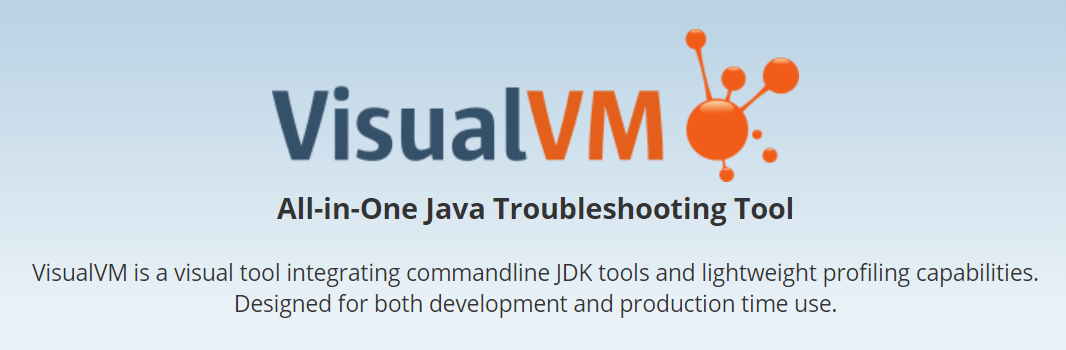 VisualVM
All-in-One Java Troubleshooting Tool
VisualVM is a visual tool integrating commandline JDK tools and lightweight profiling capabilities.
Designed for both development and production time use.